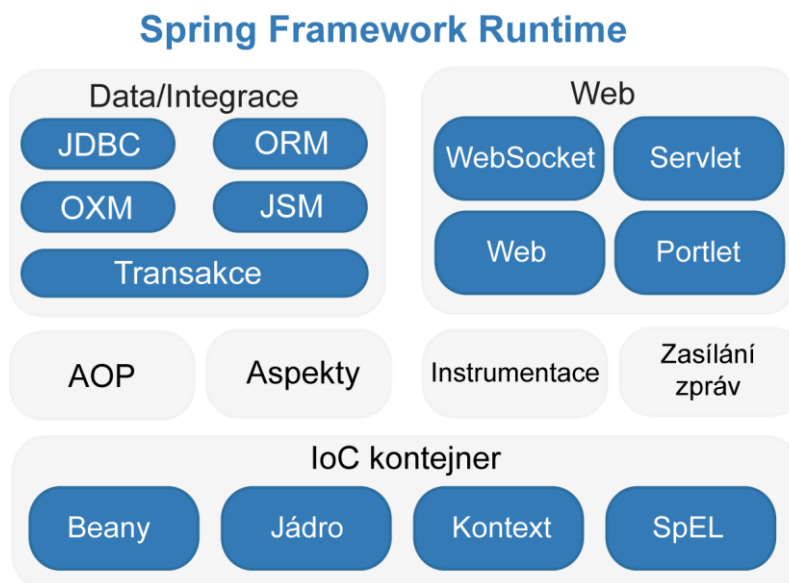 Spring Framework Runtime
Data/Integrace
JDBC
ORM
OXM
JSM
Transakce
Web
WebSocket
Servlet
Web
Portlet
AOP
Aspekty
Instrumentace
Zasílání
zpráv
IoC kontejner
Beany
Jádro
Kontext
SpEL